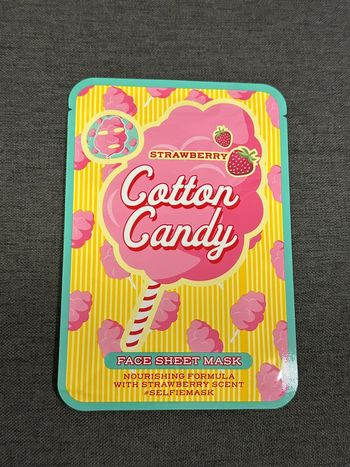 STRAWBERRY
Cotton
Candy
FACE SHEET MASK
NOURISHING FORMULA
WITH STRAWBERRY SCENT
#SELFIEMASK